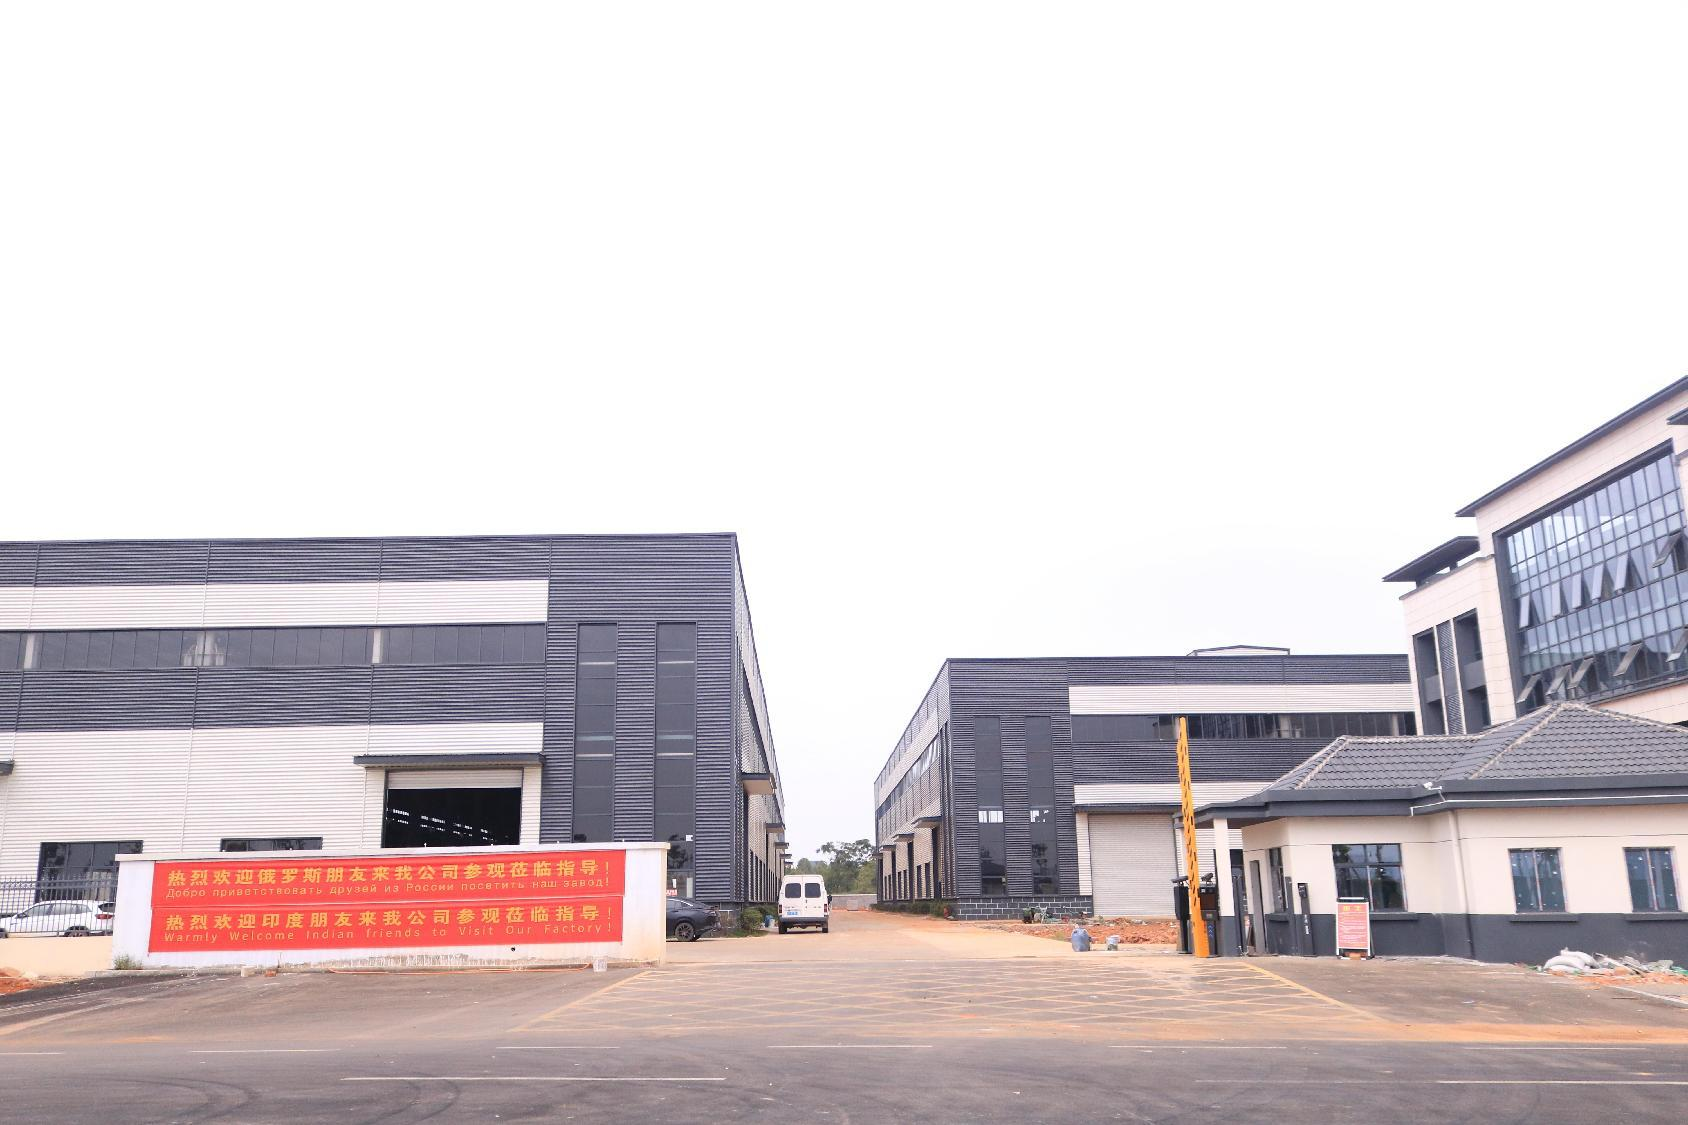 热烈欢迎俄罗斯朋友来我公司参观莅临指导！
Добро приветствовать друзей из России посетить наш завод!
热烈欢迎印度朋友来我公司参观莅临指导！
Warmly Welcome Indian friends to Visit Our Factory!